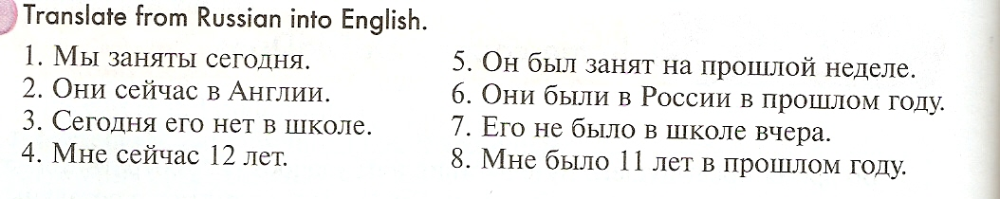 Translate from Russian into English.
1. Мы заняты сегодня.
2. Они сейчас в Англии.
3. Сегодня его нет в школе.
4. Мне сейчас 12 лет.
5. Он был занят на прошлой неделе.
6. Они были в России в прошлом году.
7. Его не было в школе вчера.
8. Мне было 11 лет в прошлом году.